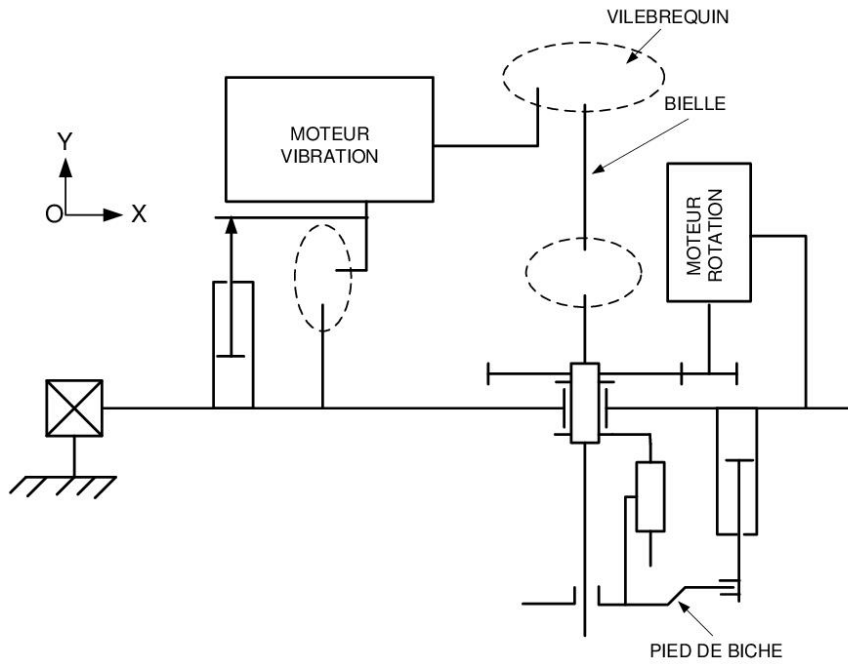 VILEBREQUIN
BIELLE
MOTEUR
VIBRATION
Y
O
X
MOTEUR
ROTATION
PIED DE BICHE